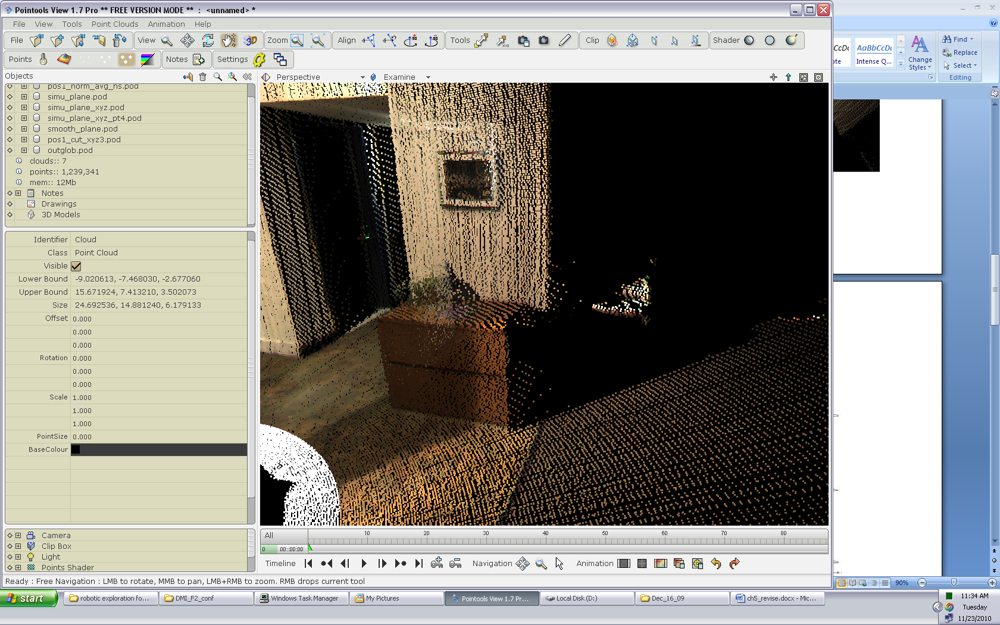 Pointools View 1.7 Pro ** FREE VERSION MODE ** : <unnamed> *
File View Tools Point Clouds Animation Help
File View Zoom Align Tools Clip Shader
Points Notes Settings
Objects
Perspective Examine
pos1_norm_avg_ns.pod
simu_plane.pod
simu_plane_xyz.pod
simu_plane_xyz_pt4.pod
smooth_plane.pod
pos1_cut_xyz3.pod
outglob.pod
clouds:: 7
points:: 1,239,341
mem:: 12Mb
Notes
Drawings
3D Models
Identifier Cloud
Class Point Cloud
Visible
Lower Bound -9.020613, -7.468030, -2.677060
Upper Bound 15.671924, 7.413210, 3.502073
Size 24.692536, 14.881240, 6.179133
Offset 0.000
0.000
0.000
Rotation 0.000
0.000
0.000
Scale 1.000
1.000
1.000
PointSize 0.000
BaseColour
Camera
Clip Box
Light
Points Shader
All 10 20 30 40 50 60 70 80
0 00::00:00
Timeline Navigation Animation
Ready : Free Navigation : LMB to rotate, MMB to pan, LMB+RMB to zoom. RMB drops current tool
AaBbCcDc
Intense Q...
Change
Styles
Find
Replace
Select
Editing
90%
start
robotic exploration fo...
DMI_F2_conf
Windows Task Manager
My Pictures
Pointools View 1.7 Pr...
Local Disk (D:)
Dec_16_09
ch5_revise.docx - Mic...
11:34 AM
Tuesday
11/23/2010